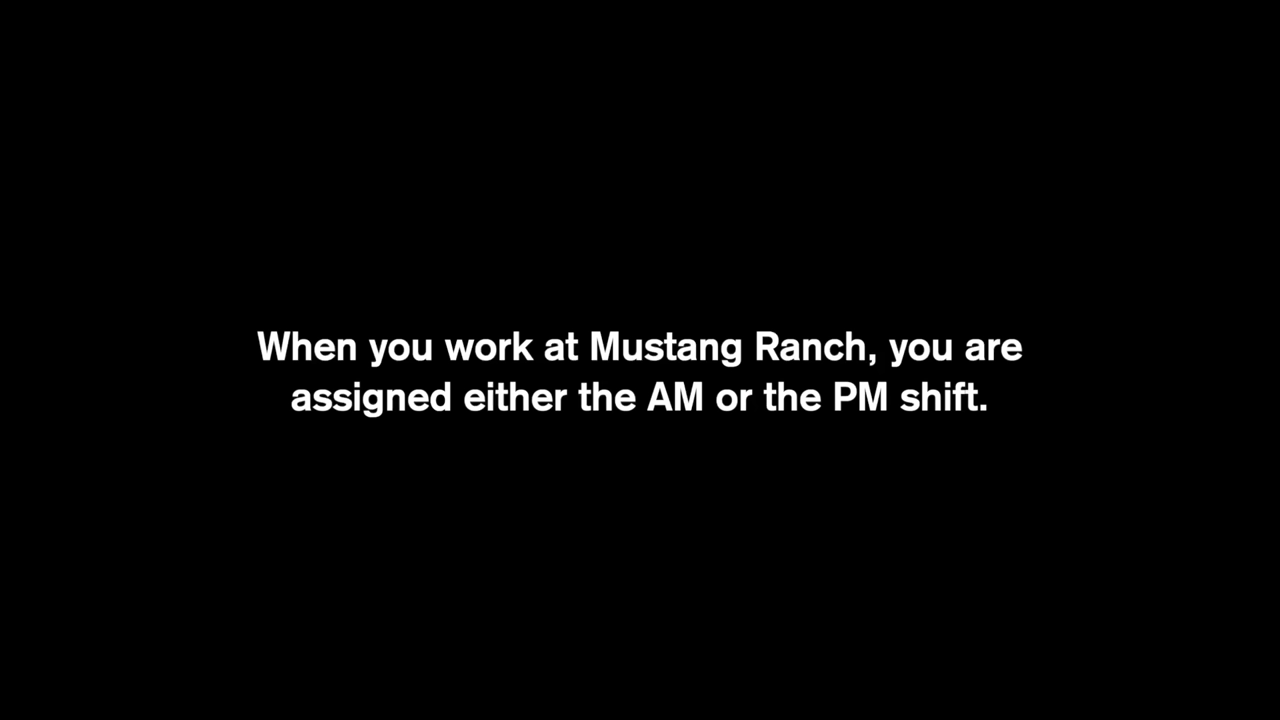 When you work at Mustang Ranch, you are
assigned either the AM or the PM shift.